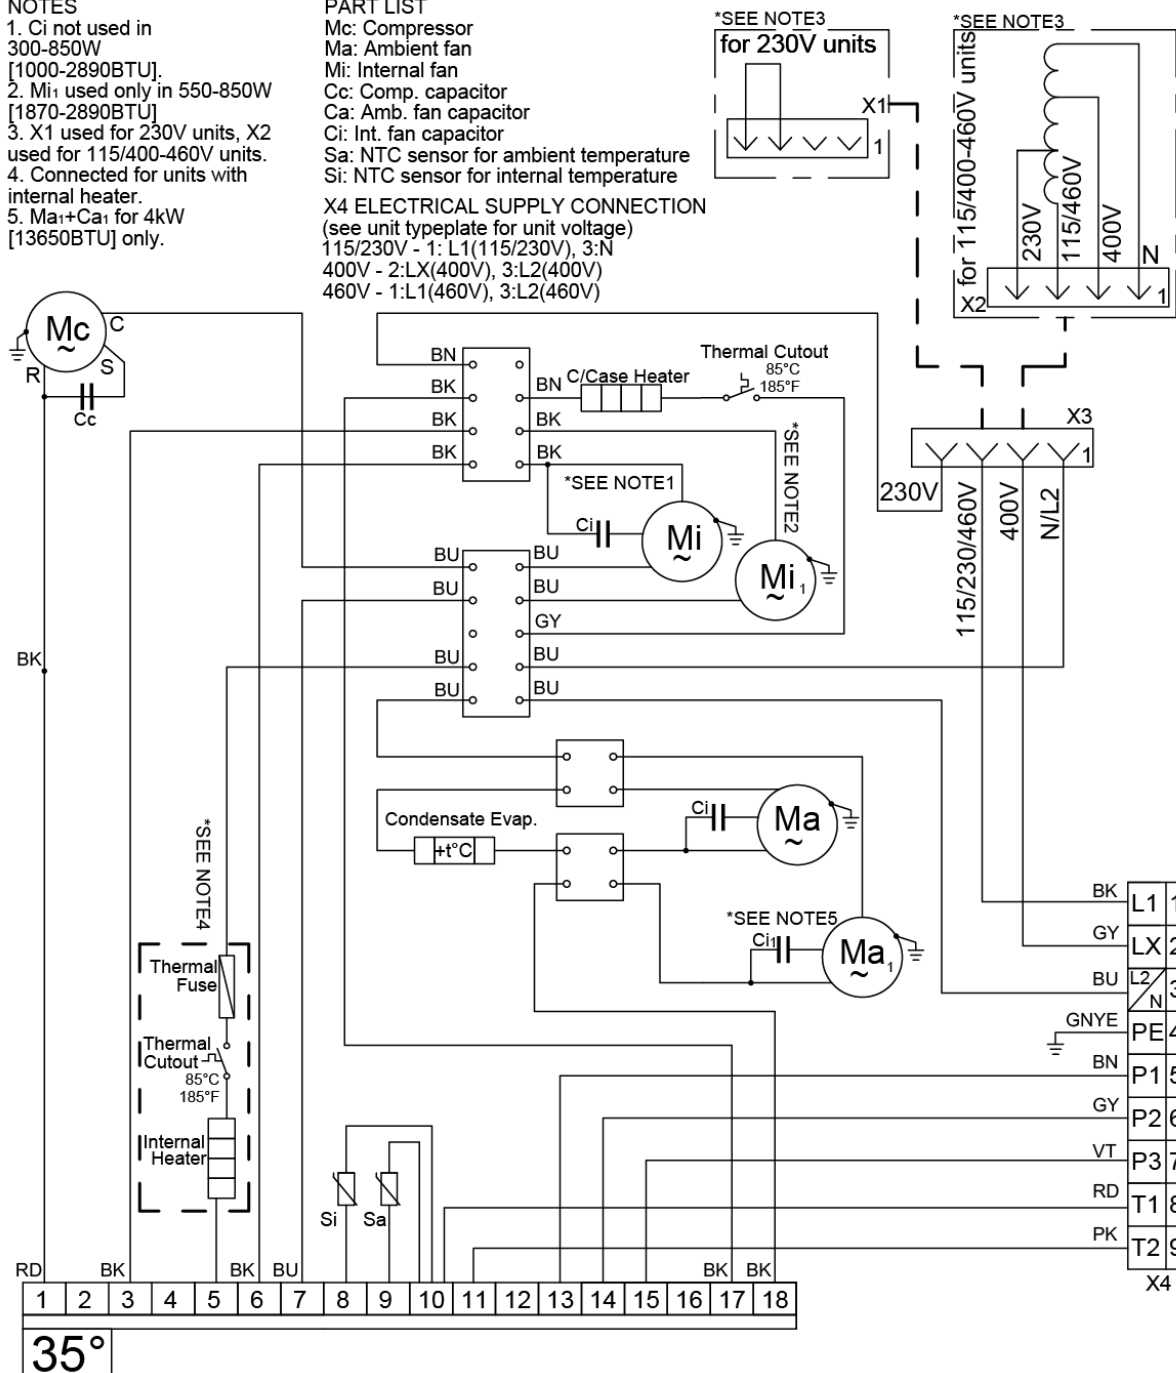 NOTES
1. Ci not used in
300-850W
[1000-2890BTU].
2. Mi1 used only in 550-850W
[1870-2890BTU]
3. X1 used for 230V units, X2
used for 115/400-460V units.
4. Connected for units with
internal heater.
5. Ma1+Ca1 for 4kW
[13650BTU] only.
PART LIST
Mc: Compressor
Ma: Ambient fan
Mi: Internal fan
Cc: Comp. capacitor
Ca: Amb. fan capacitor
Ci: Int. fan capacitor
Sa: NTC sensor for ambient temperature
Si: NTC sensor for internal temperature
X4 ELECTRICAL SUPPLY CONNECTION
(see unit typeplate for unit voltage)
115/230V - 1: L1(115/230V), 3:N
400V - 2:LX(400V), 3:L2(400V)
460V - 1:L1(460V), 3:L2(460V)
*SEE NOTE3
for 230V units
X1
1
*SEE NOTE3
for 115/400-460V units
230V
115/460V
400V
N
X2
1
Mc
~
C
S
R
Cc
BN
BK
BK
BK
BN
C/Case Heater
Thermal Cutout
85°C
185°F
BK
BK
*SEE NOTE1
*SEE NOTE2
Ci
Mi
~
Mi1
~
X3
1
230V
115/230/460V
400V
N/L2
BU
BU
BU
BU
BU
BU
GY
BU
BU
BK
Condensate Evap.
+t°C
Ci
Ma
~
*SEE NOTE5
Ci1
Ma1
~
*SEE NOTE4
Thermal
Fuse
Thermal
Cutout
85°C
185°F
Internal
Heater
Si
Sa
BK L1 1
GY LX 2
BU L2/N 3
GNYE PE 4
BN P1 5
GY P2 6
VT P3 7
RD T1 8
PK T2 9
X4
RD
BK
BK
BU
BK
BK
1 2 3 4 5 6 7 8 9 10 11 12 13 14 15 16 17 18
35°